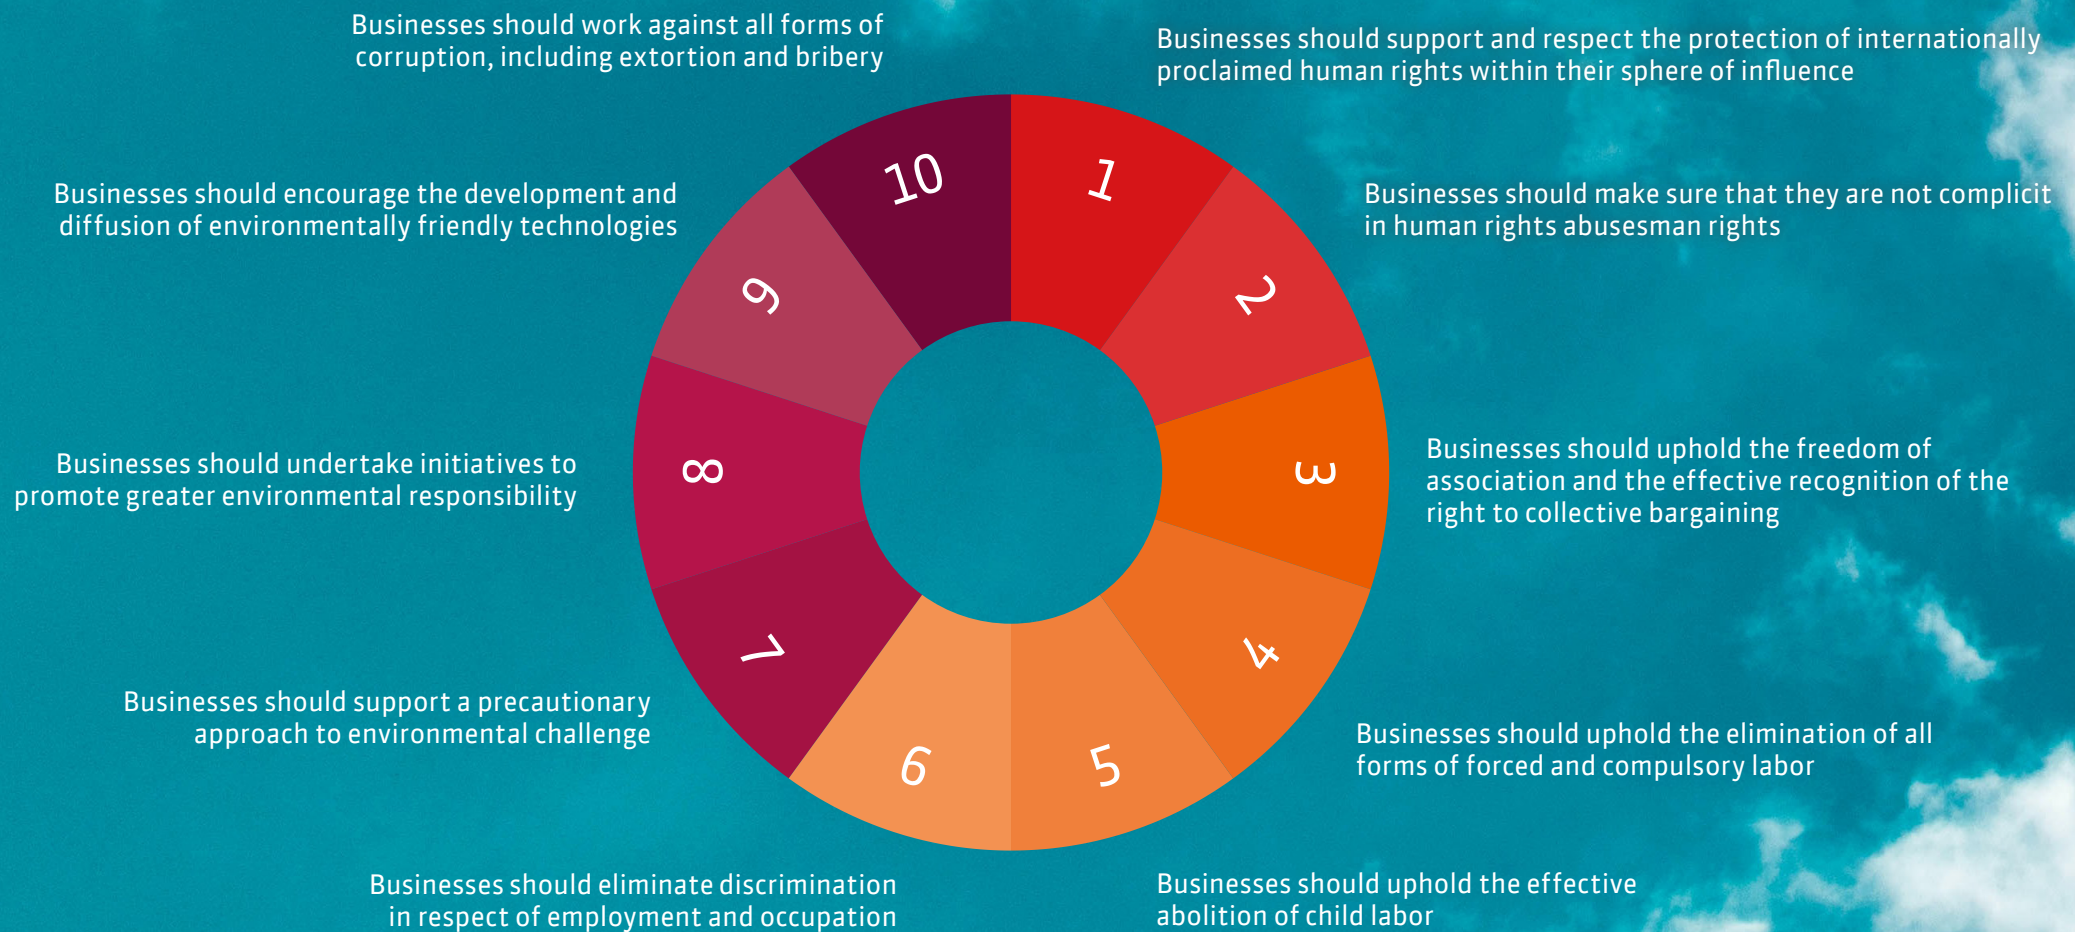 Businesses should work against all forms of
corruption, including extortion and bribery
Businesses should support and respect the protection of internationally
proclaimed human rights within their sphere of influence
10
1
Businesses should encourage the development and
diffusion of environmentally friendly technologies
9
2
Businesses should make sure that they are not complicit
in human rights abusesman rights
Businesses should undertake initiatives to
promote greater environmental responsibility
8
3
Businesses should uphold the freedom of
association and the effective recognition of the
right to collective bargaining
7
4
Businesses should support a precautionary
approach to environmental challenge
Businesses should uphold the elimination of all
forms of forced and compulsory labor
6
5
Businesses should eliminate discrimination
in respect of employment and occupation
Businesses should uphold the effective
abolition of child labor